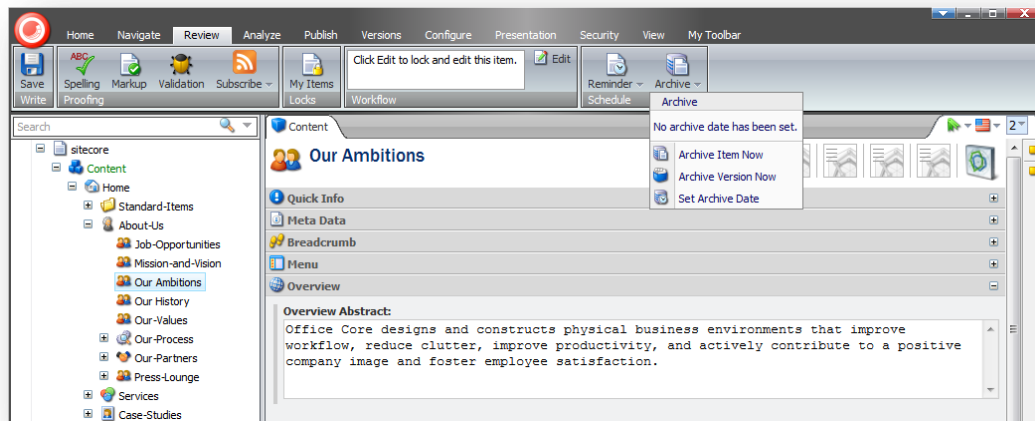 Home Navigate Review Analyze Publish Versions Configure Presentation Security View My Toolbar
Save
Write
ABC
Spelling Markup Validation Subscribe
Proofing
My Items
Locks
Click Edit to lock and edit this item. Edit
Workflow
Reminder Archive
Schedule
Archive
No archive date has been set.
Archive Item Now
Archive Version Now
Set Archive Date
Search
sitecore
Content
Home
Standard-Items
About-Us
Job-Opportunities
Mission-and-Vision
Our Ambitions
Our History
Our-Values
Our-Process
Our-Partners
Press-Lounge
Services
Case-Studies
Content
2
Our Ambitions
Quick Info
Meta Data
Breadcrumb
Menu
Overview
Overview Abstract:
Office Core designs and constructs physical business environments that improve
workflow, reduce clutter, improve productivity, and actively contribute to a positive
company image and foster employee satisfaction.